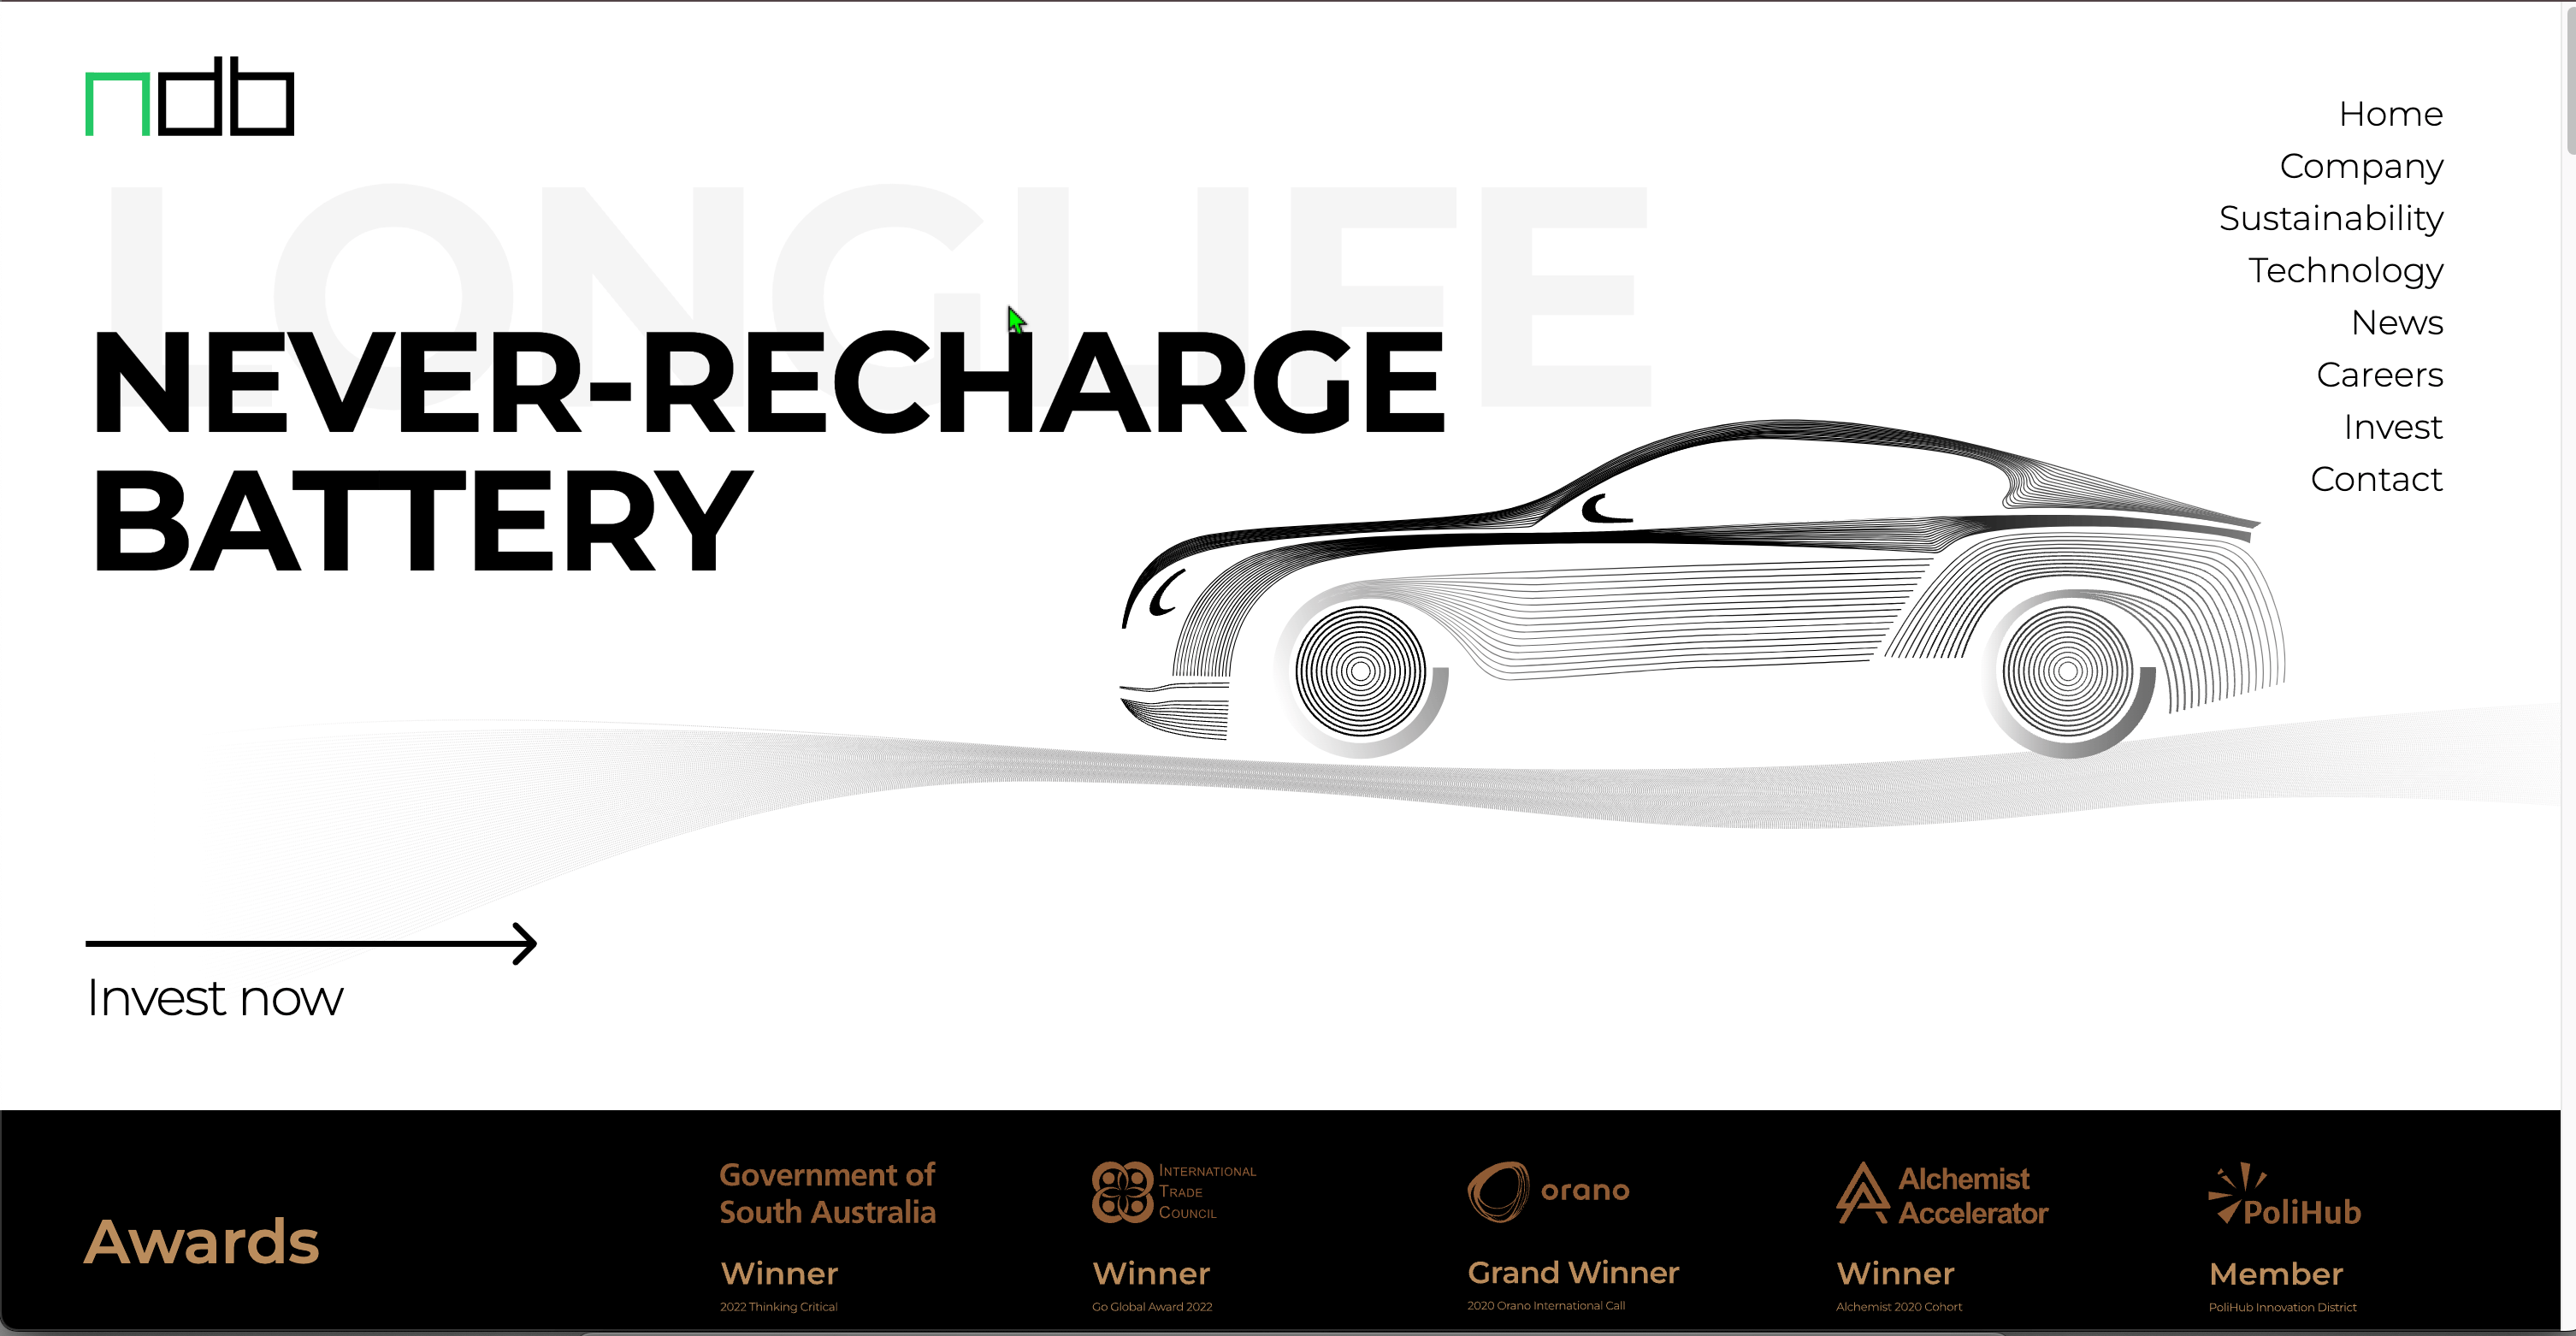 ndb
Home
Company
Sustainability
Technology
News
Careers
Invest
Contact
LONGLIFE
NEVER-RECHARGE
BATTERY
Invest now
Awards
Government of
South Australia
Winner
2022 Thinking Critical
INTERNATIONAL
TRADE
COUNCIL
Winner
Go Global Award 2022
orano
Grand Winner
2020 Orano International Call
Alchemist
Accelerator
Winner
Alchemist 2020 Cohort
PoliHub
Member
PoliHub Innovation District